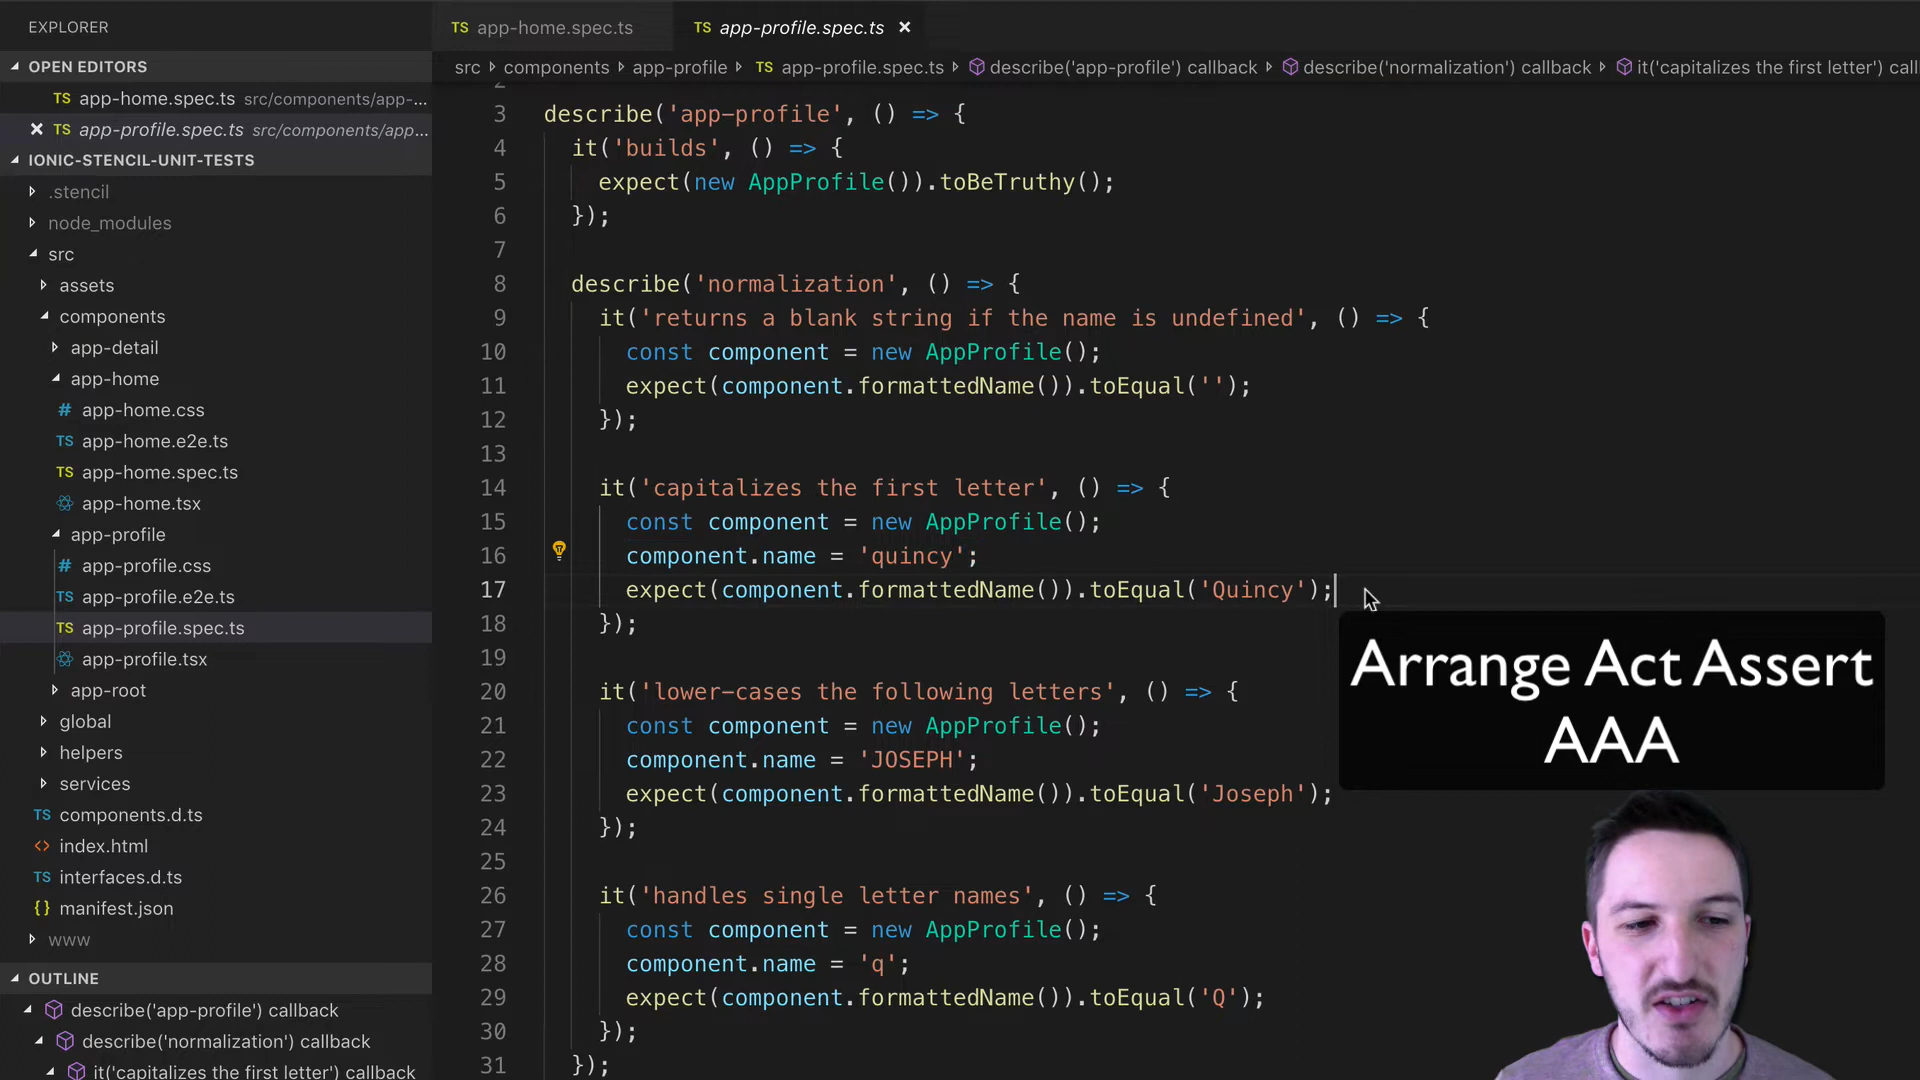 EXPLORER
OPEN EDITORS
TS app-home.spec.ts src/components/app-...
TS app-profile.spec.ts src/components/app...
IONIC-STENCIL-UNIT-TESTS
.stencil
node_modules
src
assets
components
app-detail
app-home
# app-home.css
TS app-home.e2e.ts
TS app-home.spec.ts
app-home.tsx
app-profile
# app-profile.css
TS app-profile.e2e.ts
TS app-profile.spec.ts
app-profile.tsx
app-root
global
helpers
services
TS components.d.ts
<> index.html
TS interfaces.d.ts
{} manifest.json
www
OUTLINE
describe('app-profile') callback
describe('normalization') callback
it('capitalizes the first letter') callback
TS app-home.spec.ts
TS app-profile.spec.ts
src components app-profile TS app-profile.spec.ts describe('app-profile') callback describe('normalization') callback it('capitalizes the first letter') call
2
3 describe('app-profile', () => {
4 it('builds', () => {
5 expect(new AppProfile()).toBeTruthy();
6 });
7
8 describe('normalization', () => {
9 it('returns a blank string if the name is undefined', () => {
10 const component = new AppProfile();
11 expect(component.formattedName()).toEqual('');
12 });
13
14 it('capitalizes the first letter', () => {
15 const component = new AppProfile();
16 component.name = 'quincy';
17 expect(component.formattedName()).toEqual('Quincy');
18 });
19
20 it('lower-cases the following letters', () => {
21 const component = new AppProfile();
22 component.name = 'JOSEPH';
23 expect(component.formattedName()).toEqual('Joseph');
24 });
25
26 it('handles single letter names', () => {
27 const component = new AppProfile();
28 component.name = 'q';
29 expect(component.formattedName()).toEqual('Q');
30 });
31 });
Arrange Act Assert
AAA